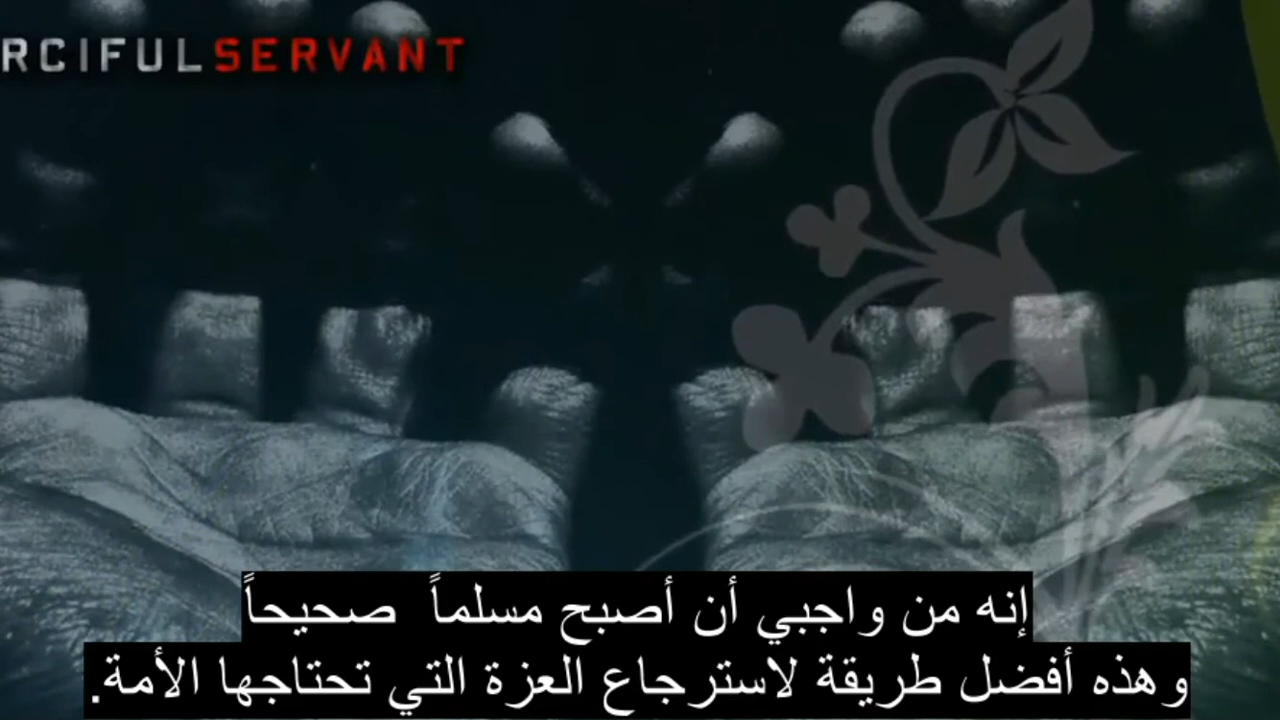 RCIFULSERVANT
إنه من واجبي أن أصبح مسلماً صحيحاً
وهذه أفضل طريقة لاسترجاع العزة التي تحتاجها الأمة.